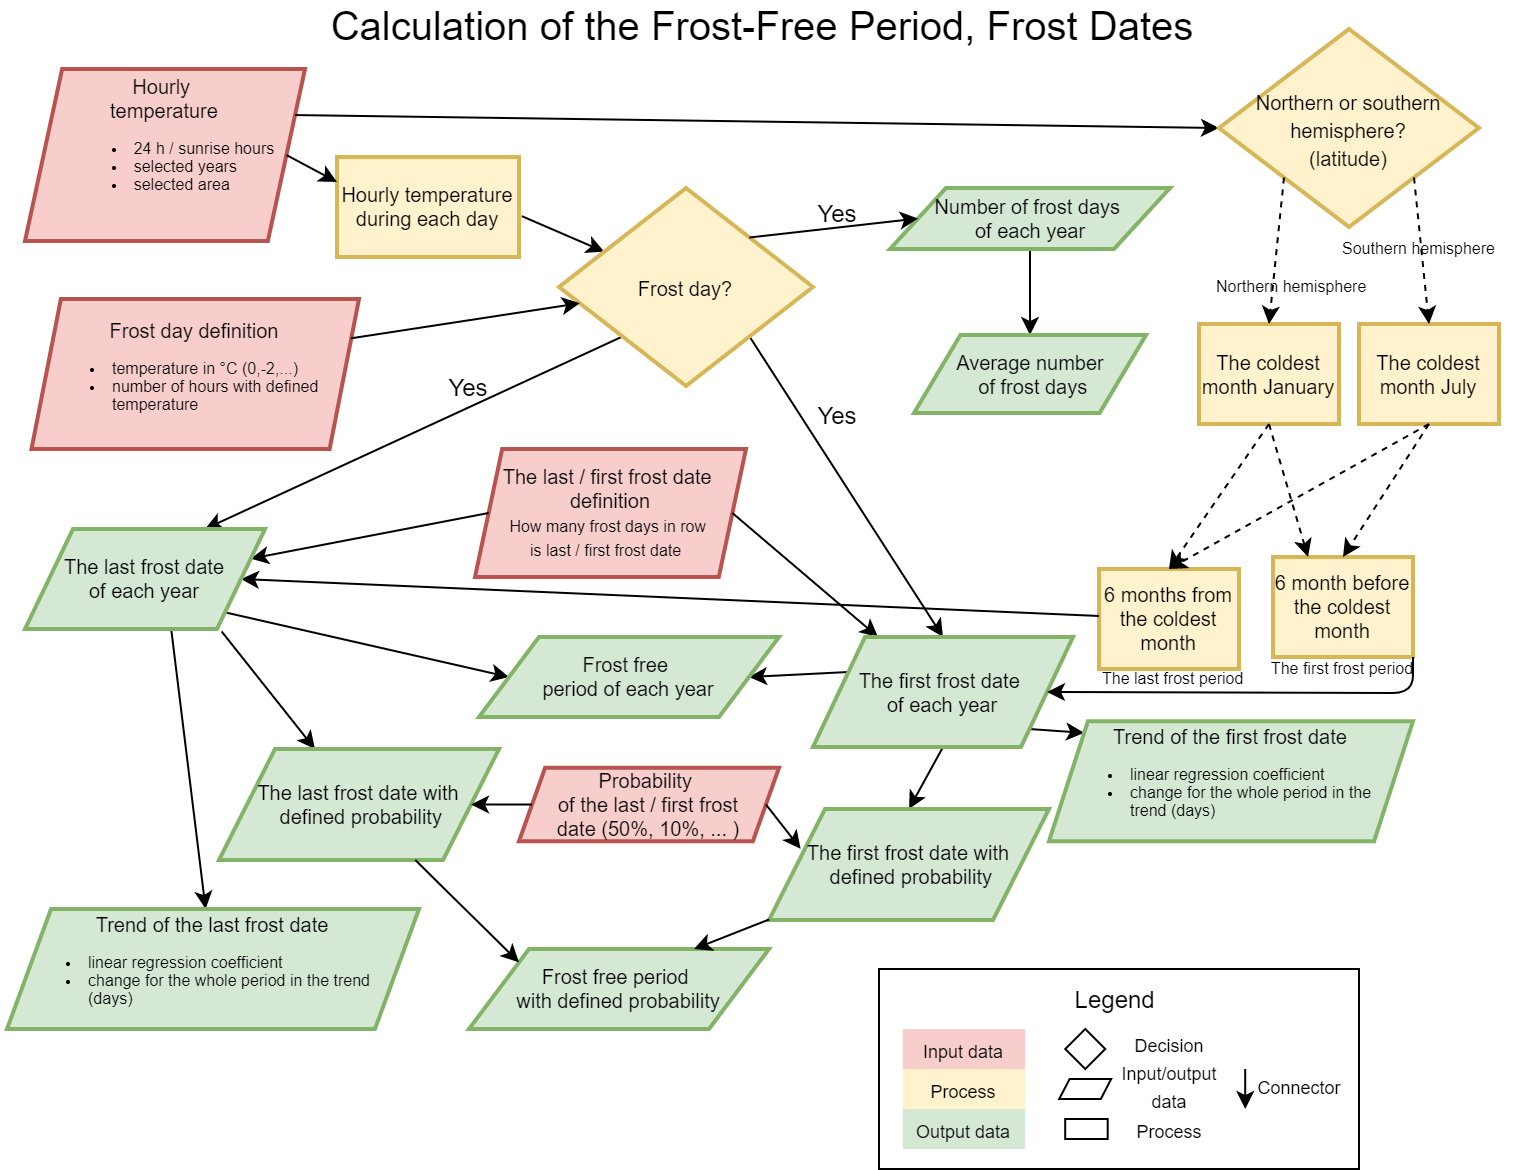 Calculation of the Frost-Free Period, Frost Dates
Hourly
temperature
• 24 h / sunrise hours
• selected years
• selected area
Northern or southern
hemisphere?
(latitude)
Hourly temperature
during each day
Yes
Number of frost days
of each year
Southern hemisphere
Northern hemisphere
Frost day?
Frost day definition
• temperature in °C (0,-2,...)
• number of hours with defined
temperature
Average number
of frost days
The coldest
month January
The coldest
month July
Yes
Yes
The last / first frost date
definition
How many frost days in row
is last / first frost date
The last frost date
of each year
6 months from
the coldest
month
The last frost period
6 month before
the coldest
month
The first frost period
Frost free
period of each year
The first frost date
of each year
Trend of the first frost date
• linear regression coefficient
• change for the whole period in the
trend (days)
The last frost date with
defined probability
Probability
of the last / first frost
date (50%, 10%, ... )
The first frost date with
defined probability
Trend of the last frost date
• linear regression coefficient
• change for the whole period in the trend
(days)
Frost free period
with defined probability
Legend
Input data
Process
Output data
Decision
Input/output
data
Process
Connector